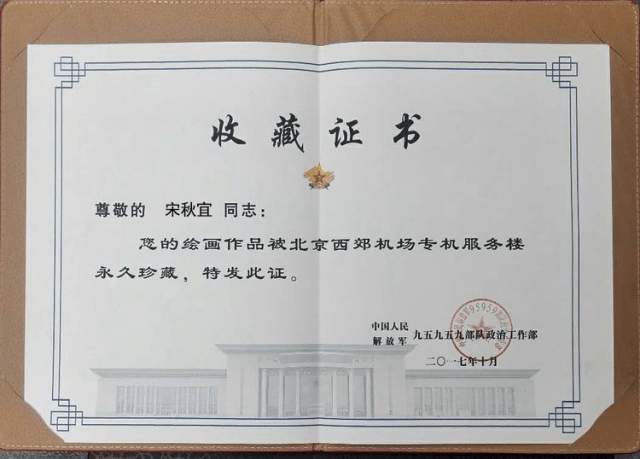 收藏证书
尊敬的 宋秋宜 同志：
您的绘画作品被北京西郊机场专机服务楼
永久珍藏，特发此证。
中国人民
解放军 九五九五九部队政治工作部
二〇一七年十月
95959